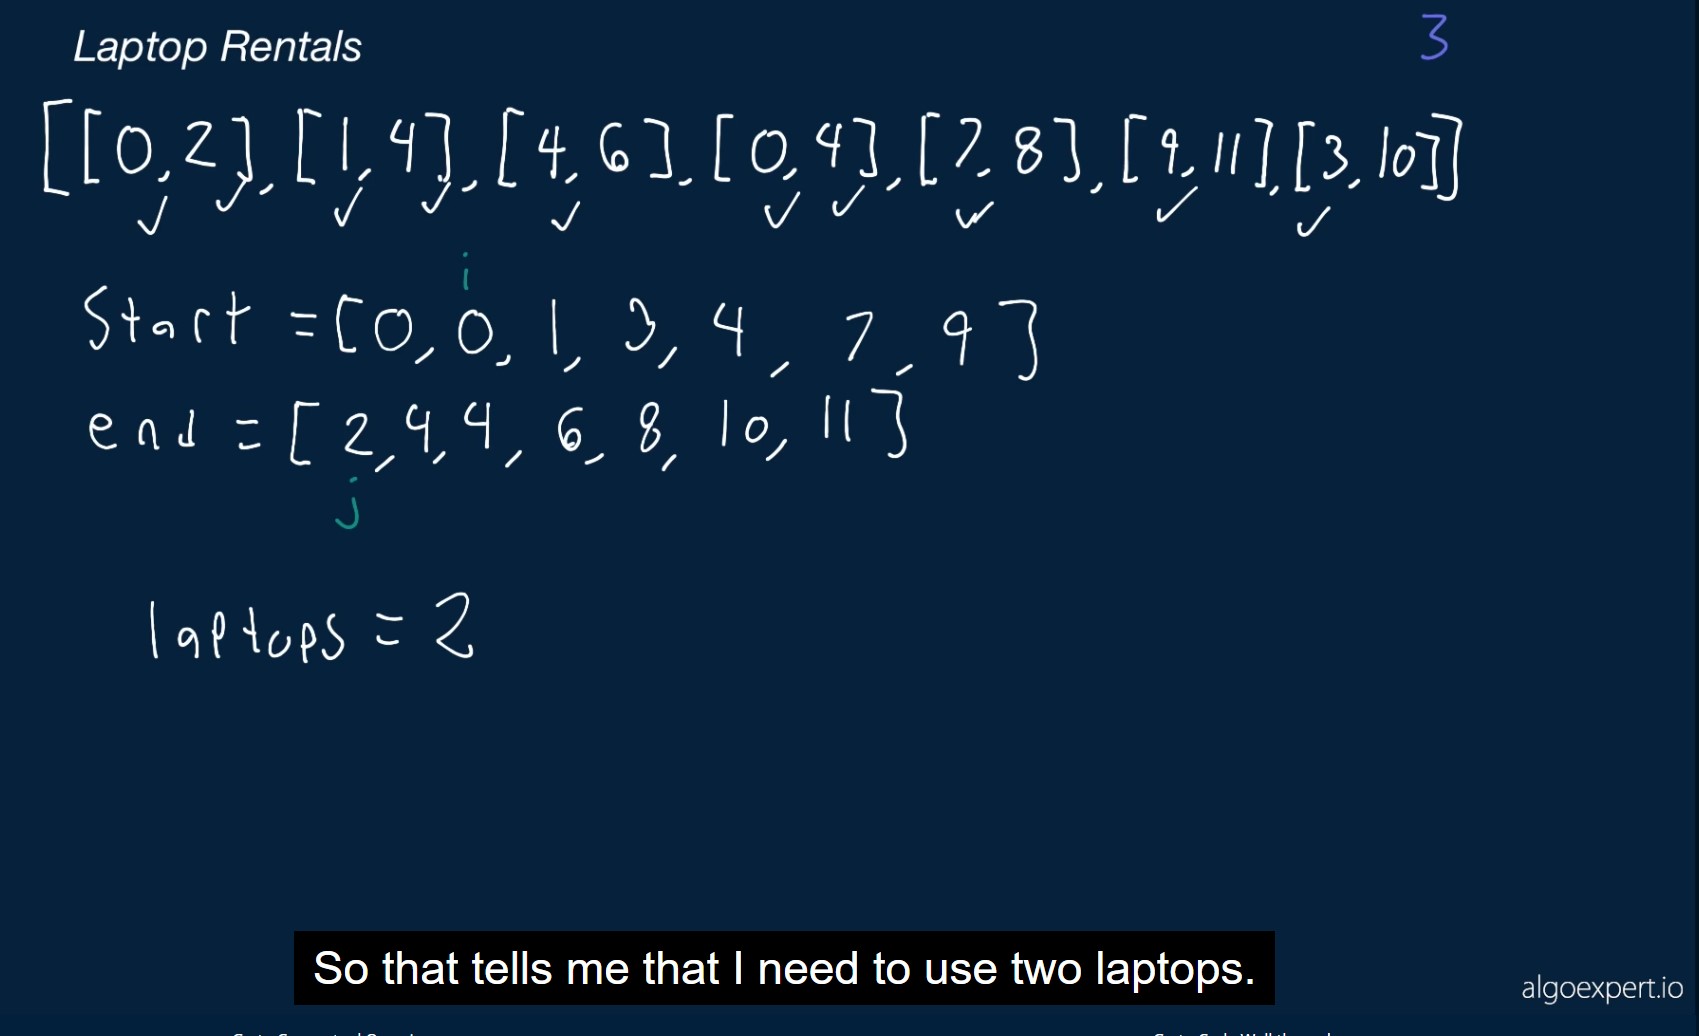 Laptop Rentals
3
[[0,2],[1,4],[4,6],[0,4],[7,8],[9,11],[3,10]]
i
Start =[0,0,1,3,4,7,9]
end =[2,4,4,6,8,10,11]
j
laptops = 2
So that tells me that I need to use two laptops.
algoexpert.io